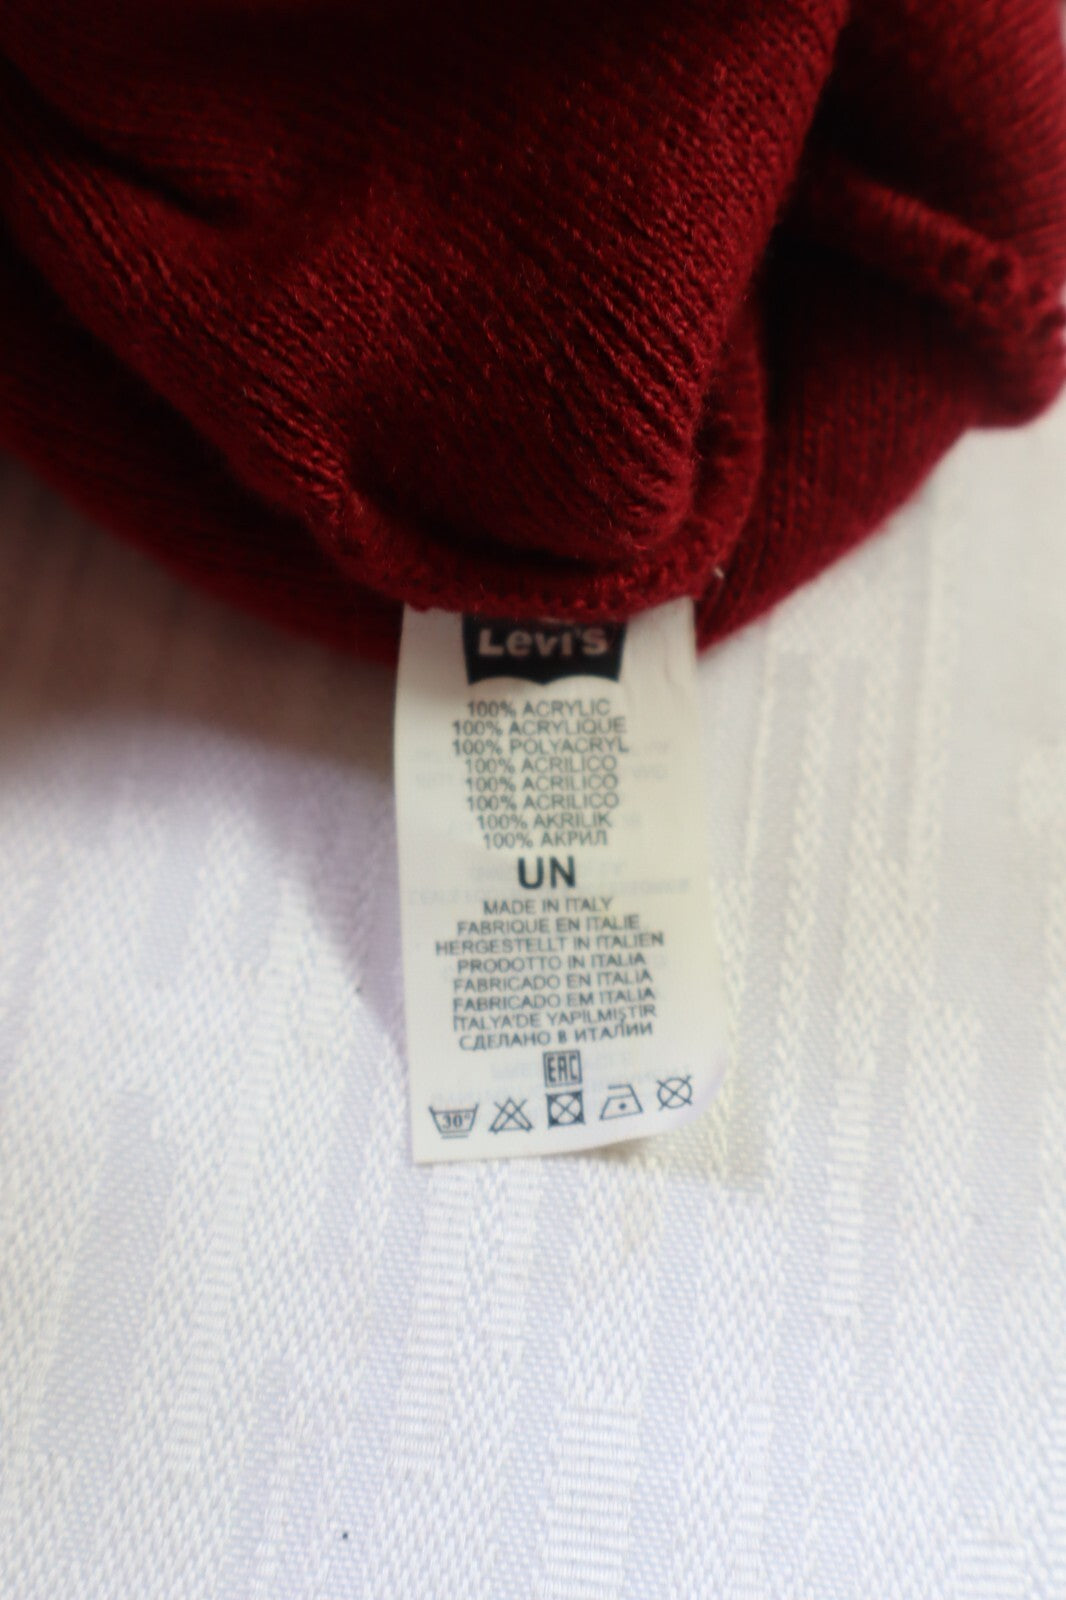 Levi's
100% ACRYLIC
100% ACRYLIQUE
100% POLYACRYL
100% ACRILICO
100% ACRILICO
100% ACRILICO
100% AKRILIK
100% АКРИЛ
UN
MADE IN ITALY
FABRIQUE EN ITALIE
HERGESTELLT IN ITALIEN
PRODOTTO IN ITALIA
FABRICADO EN ITALIA
FABRICADO EM ITALIA
İTALYA'DE YAPILMIŞTIR
СДЕЛАНО В ИТАЛИИ
EAC
30°